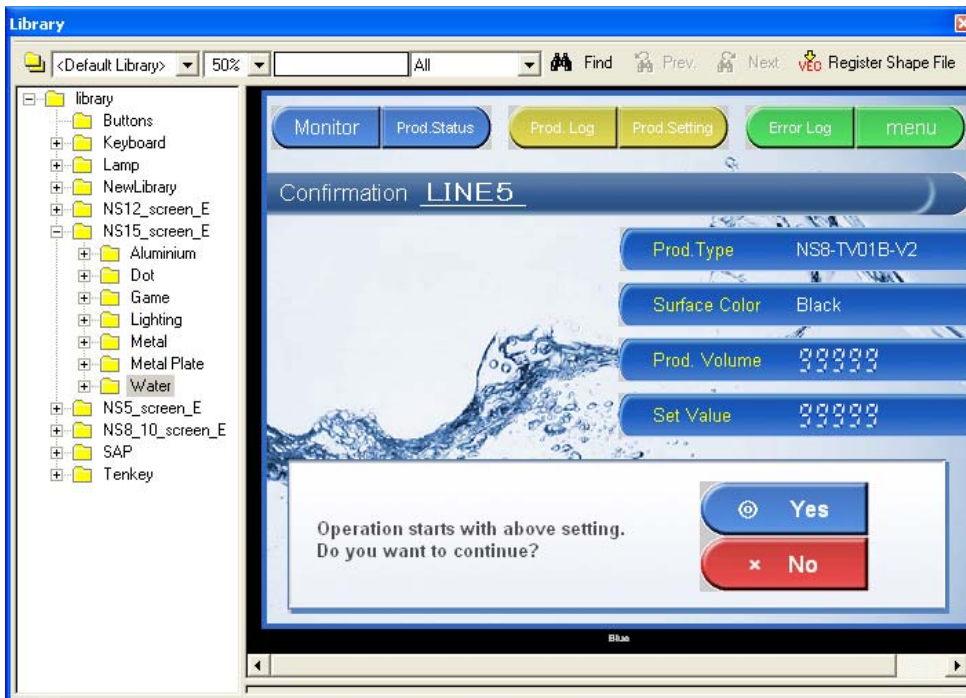 Library
<Default Library> 50% All Find Prev. Next VEC Register Shape File
library
Buttons
Keyboard
Lamp
NewLibrary
NS12_screen_E
NS15_screen_E
Aluminium
Dot
Game
Lighting
Metal
Metal Plate
Water
NS5_screen_E
NS8_10_screen_E
SAP
Tenkey
Monitor Prod.Status Prod. Log Prod.Setting Error Log menu
Confirmation LINE5
Prod.Type NS8-TV01B-V2
Surface Color Black
Prod. Volume 99999
Set Value 99999
Operation starts with above setting.
Do you want to continue?
Yes
× No
Blue